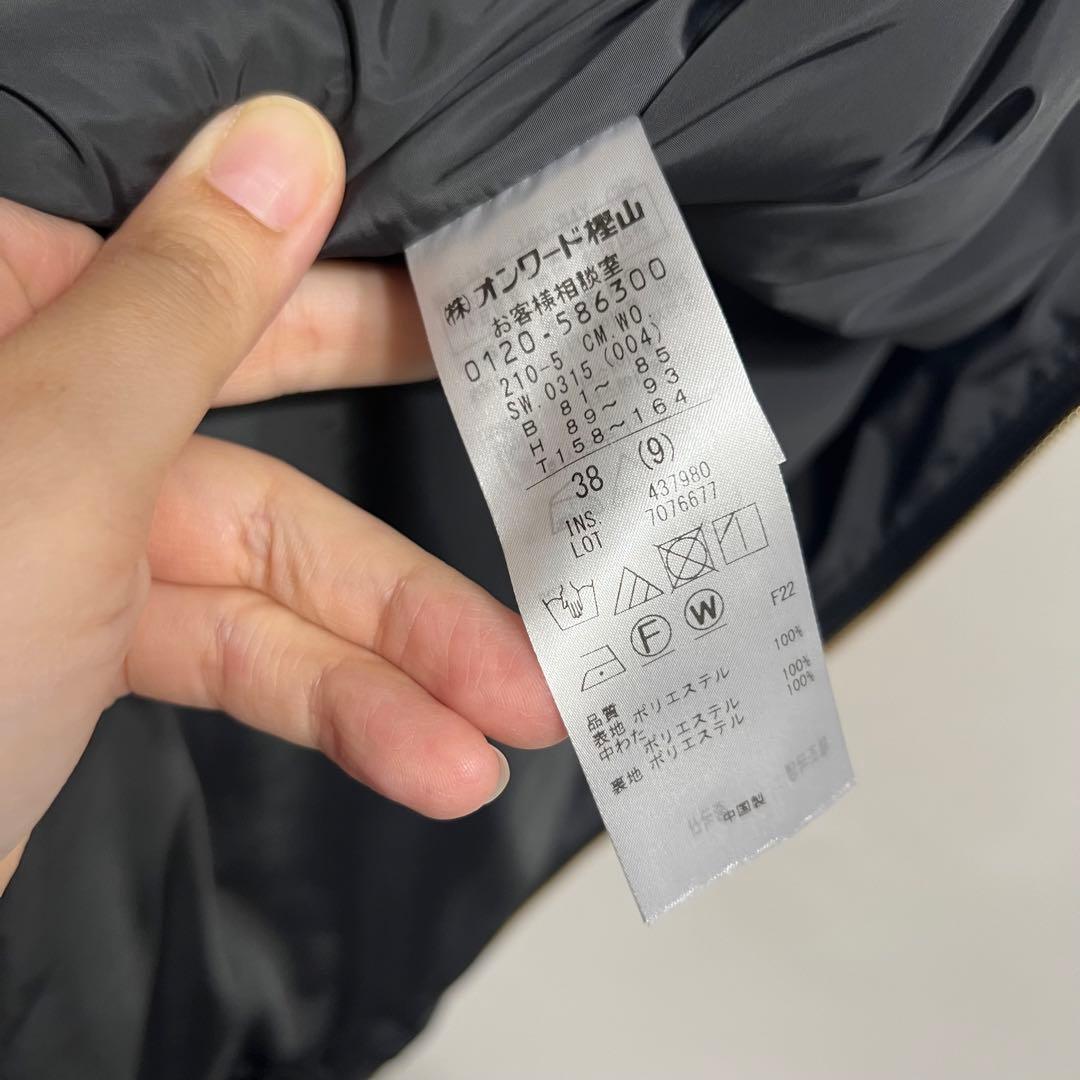 (株)オンワード樫山
お客様相談室
0120-586300
210-5 CM.WO.
SW.0315 (004)
B 81～ 85
H 89～ 93
T158～164
38 (9)
INS. 437980
LOT 7076677
F W
F22
品質
表地 ポリエステル 100%
中わた ポリエステル 100%
裏地 ポリエステル 100%
中国製